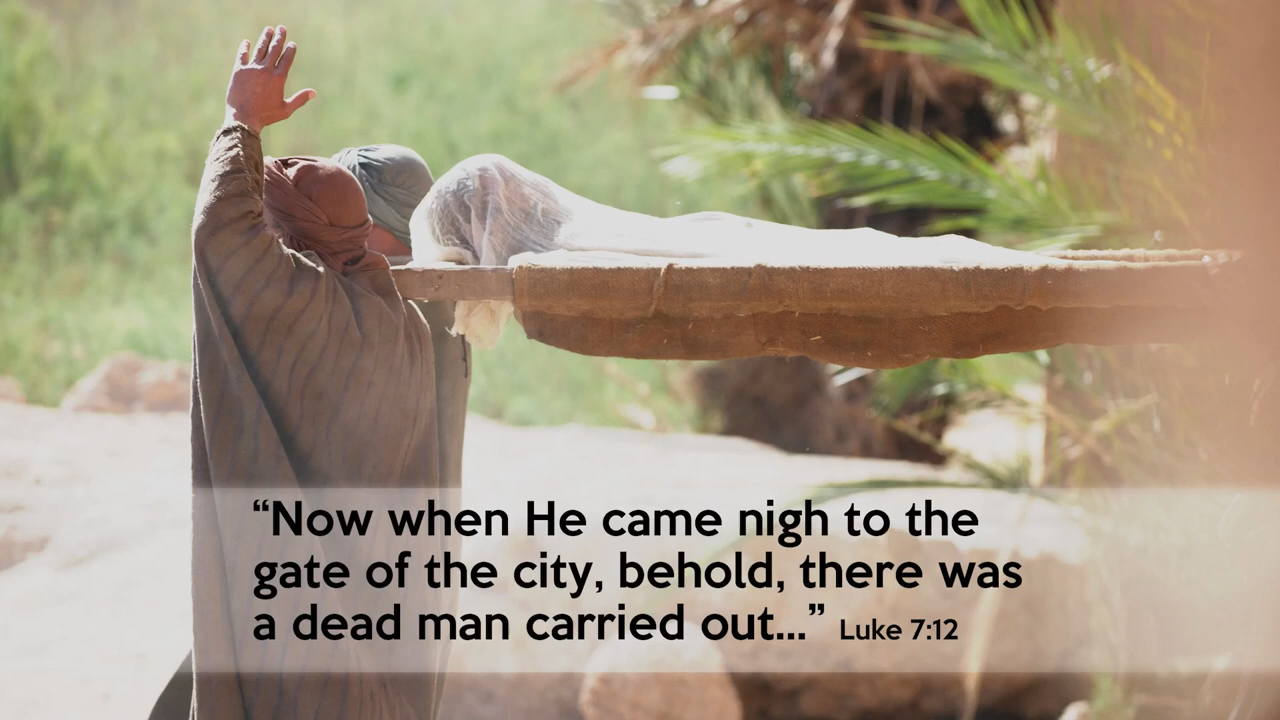 “Now when He came nigh to the
gate of the city, behold, there was
a dead man carried out...” Luke 7:12